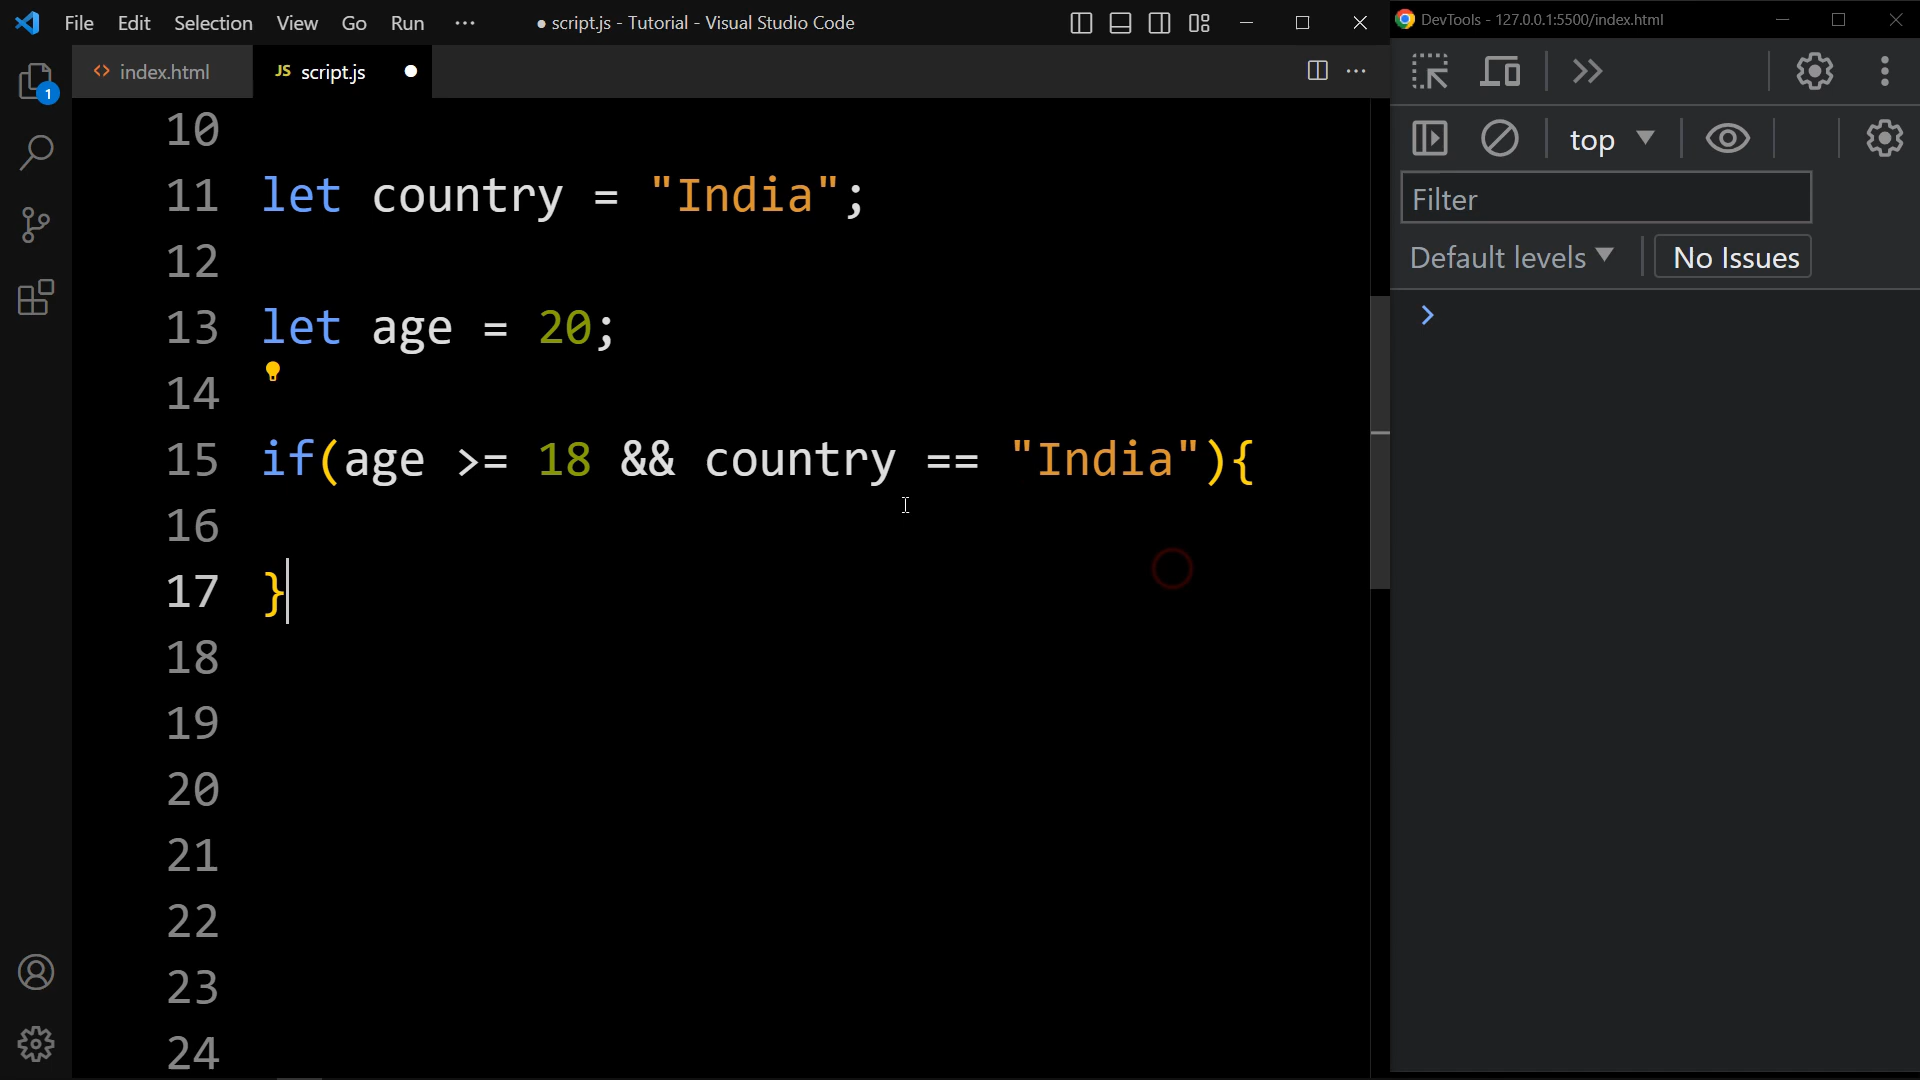 File Edit Selection View Go Run ··· ● script.js - Tutorial - Visual Studio Code
DevTools - 127.0.0.1:5500/index.html
<> index.html JS script.js ●
1
10
11 let country = "India";
12
13 let age = 20;
14
15 if(age >= 18 && country == "India"){
16
17 }
18
19
20
21
22
23
24
top
Filter
Default levels No Issues